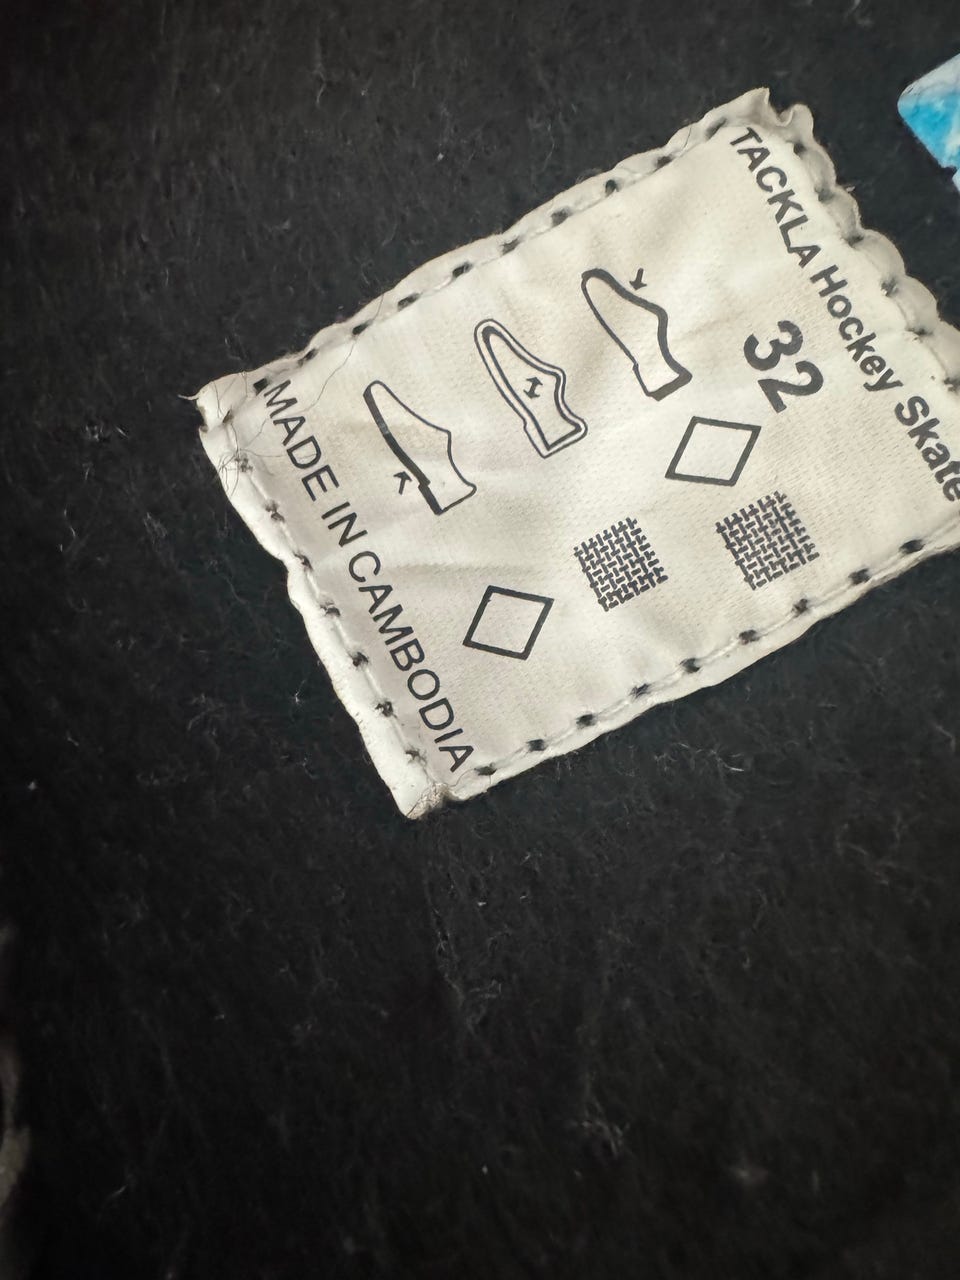 TACKLA Hockey Skate
32
MADE IN CAMBODIA